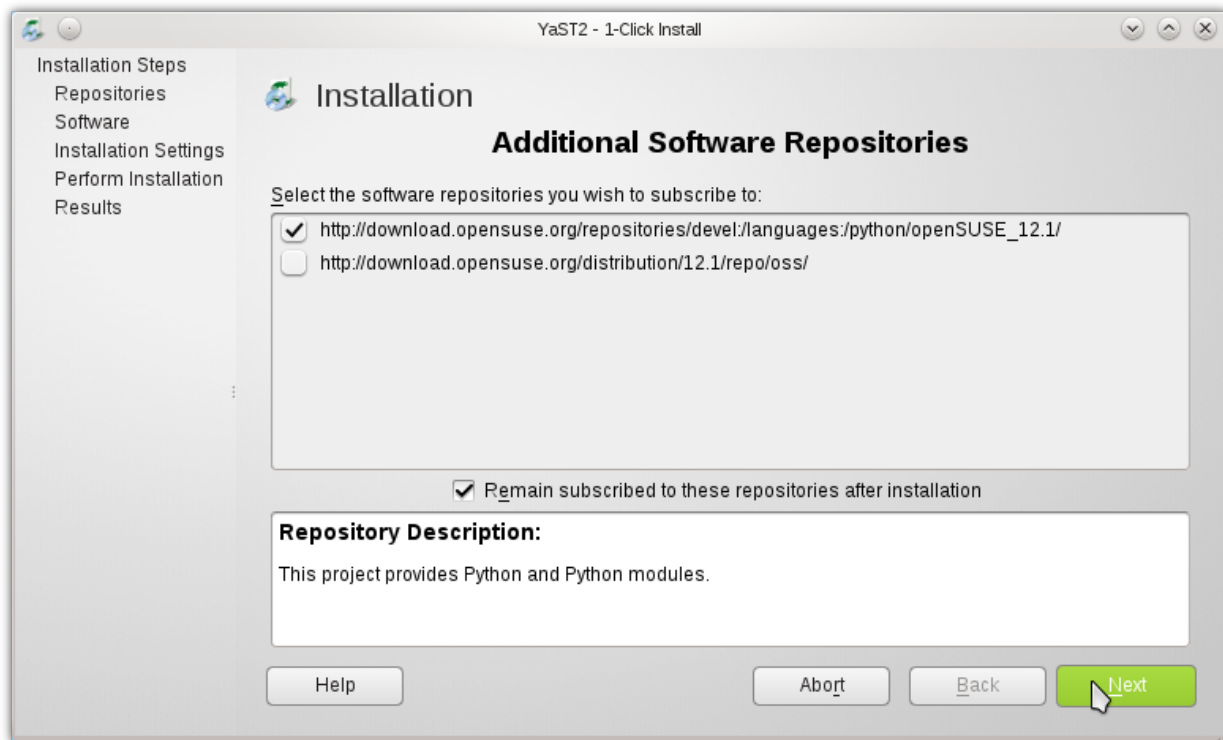 YaST2 - 1-Click Install
Installation Steps
Repositories
Software
Installation Settings
Perform Installation
Results
Installation
Additional Software Repositories
Select the software repositories you wish to subscribe to:
http://download.opensuse.org/repositories/devel:/languages:/python/openSUSE_12.1/
http://download.opensuse.org/distribution/12.1/repo/oss/
Remain subscribed to these repositories after installation
Repository Description:
This project provides Python and Python modules.
Help Abort Back Next